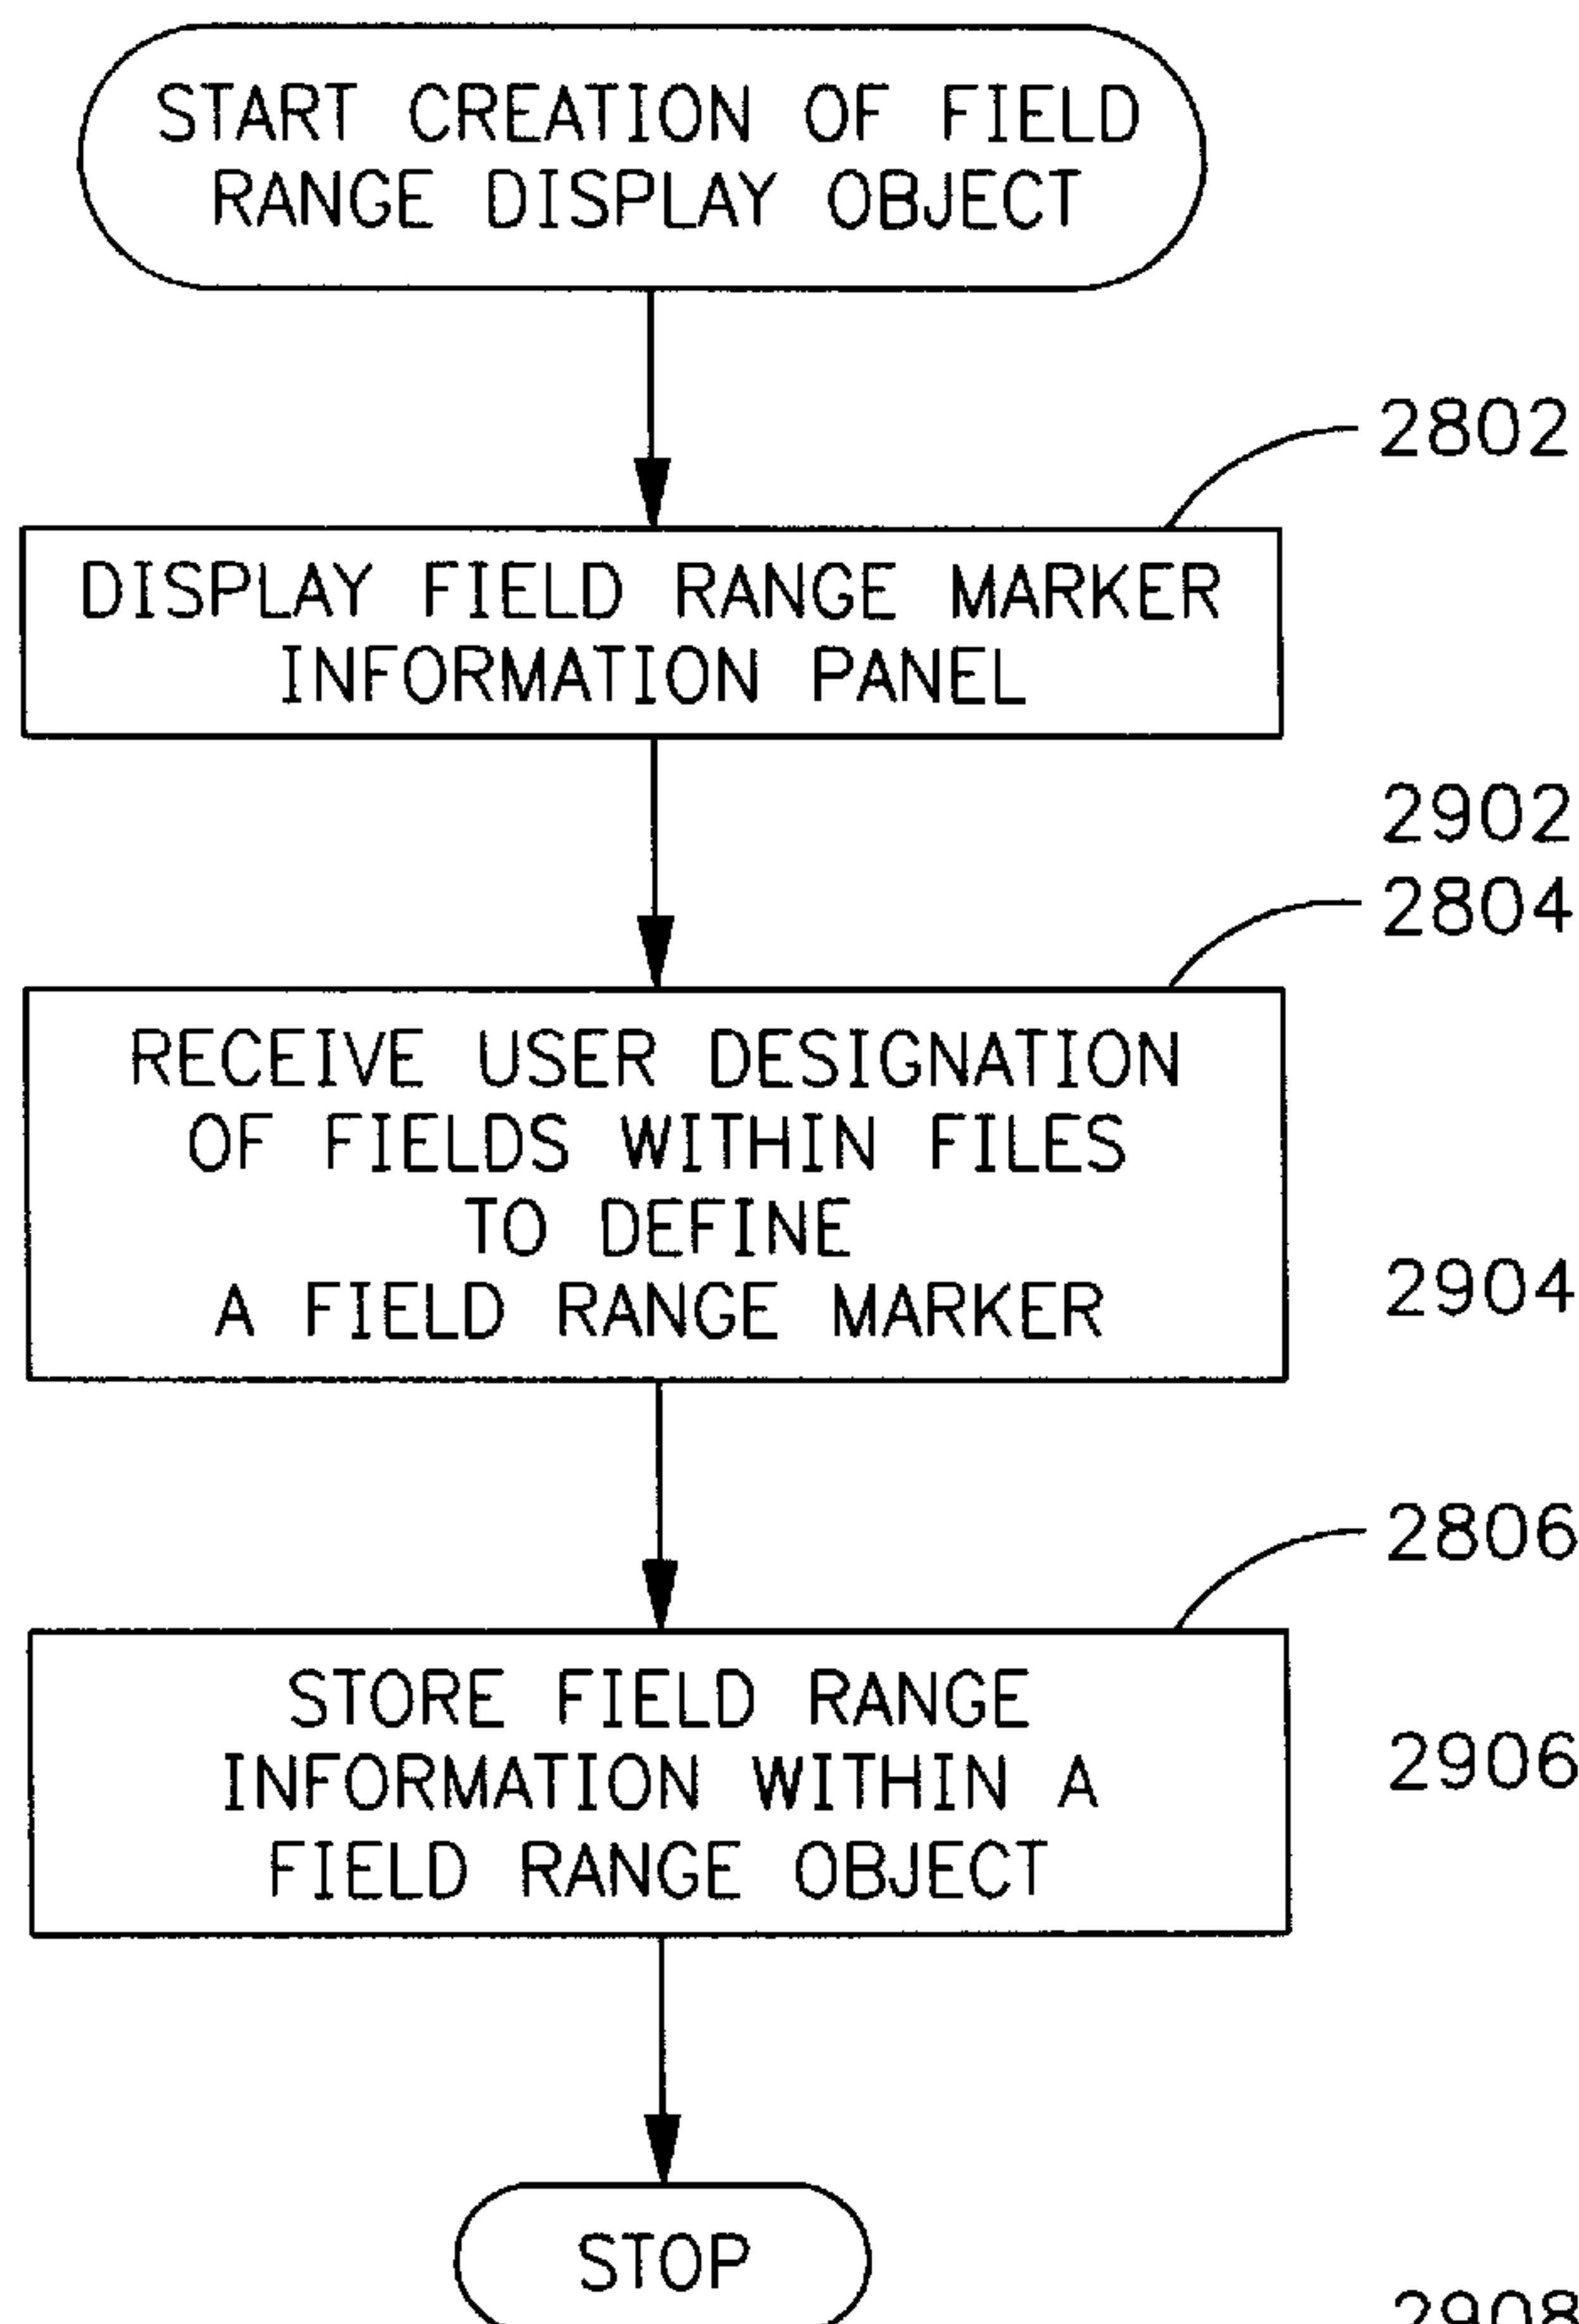 START CREATION OF FIELD
RANGE DISPLAY OBJECT
2802
DISPLAY FIELD RANGE MARKER
INFORMATION PANEL
2902
2804
RECEIVE USER DESIGNATION
OF FIELDS WITHIN FILES
TO DEFINE
A FIELD RANGE MARKER
2904
2806
STORE FIELD RANGE
INFORMATION WITHIN A
FIELD RANGE OBJECT
2906
STOP
2908